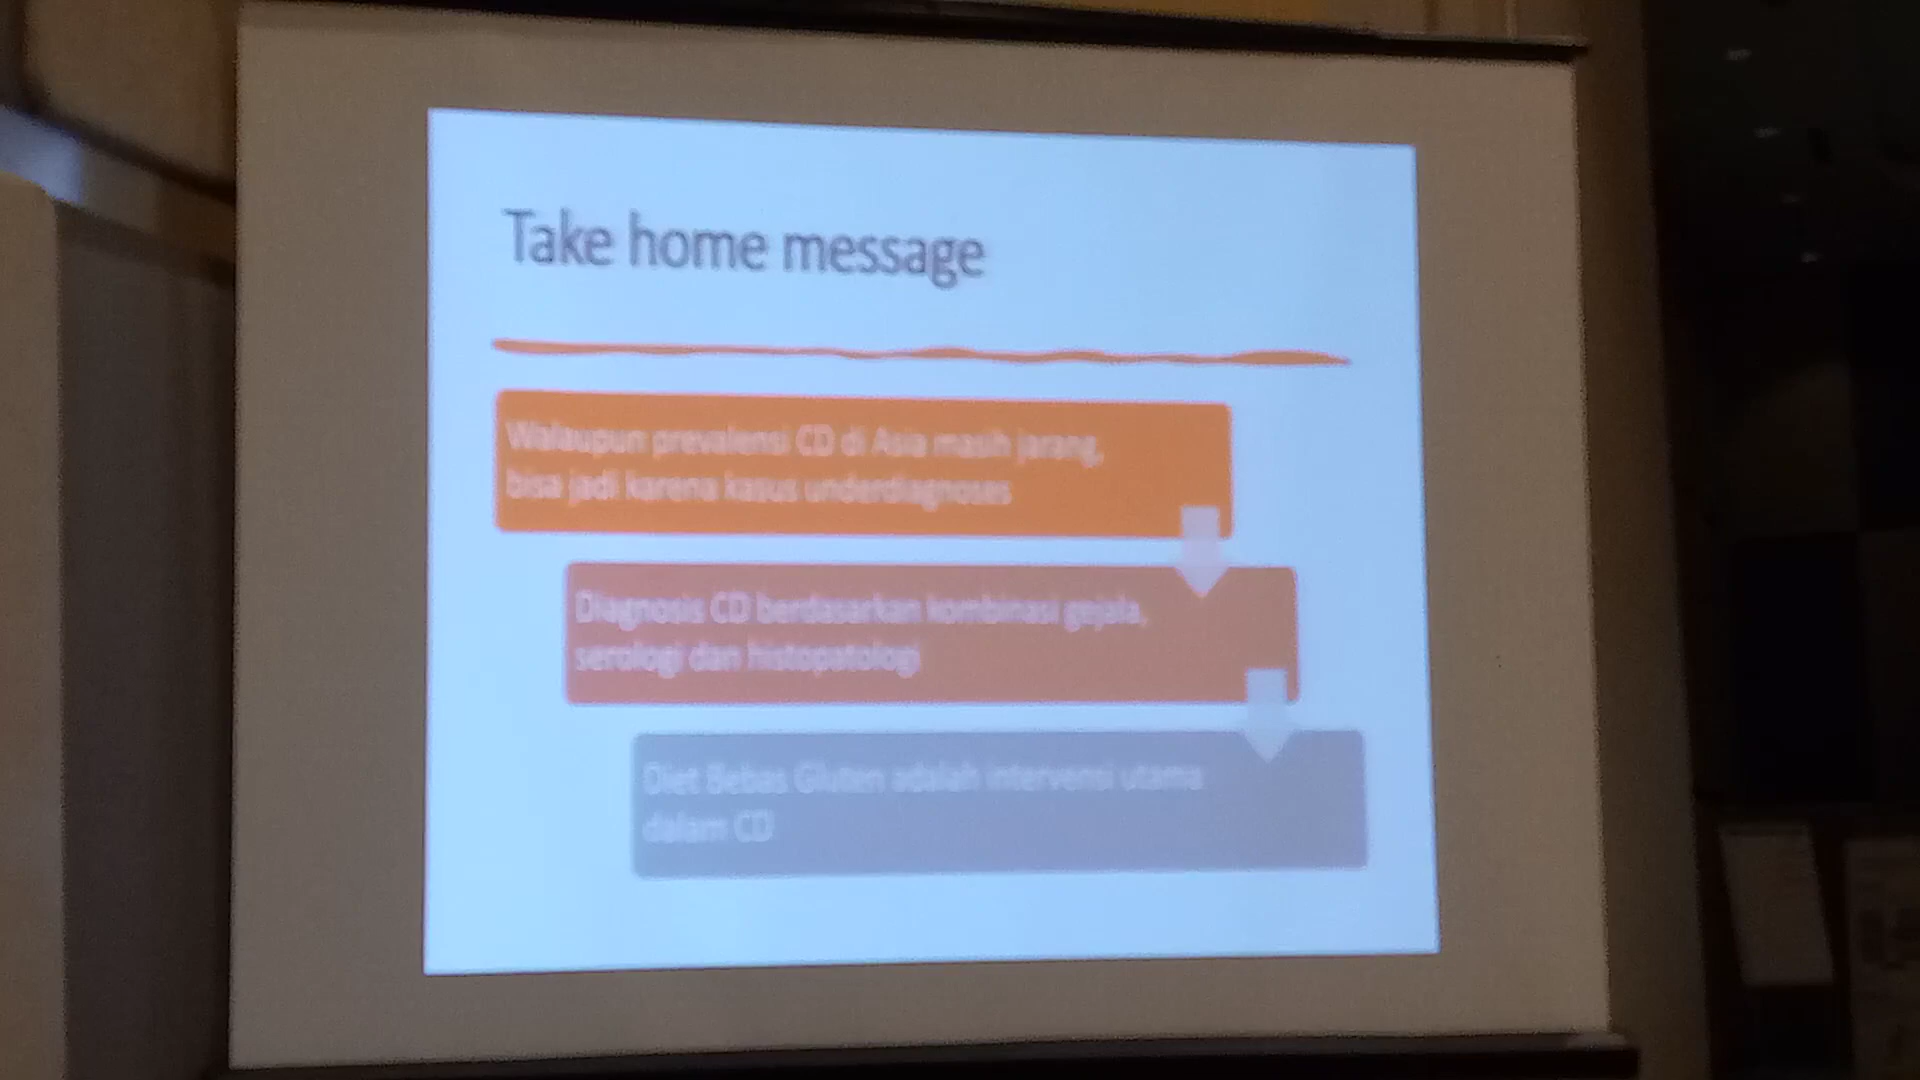 Take home message
Walaupun prevalensi CD di Asia masih jarang,
bisa jadi karena kasus underdiagnoses
Diagnosis CD berdasarkan kombinasi gejala,
serologi dan histopatologi
Diet Bebas Gluten adalah intervensi utama
dalam CD